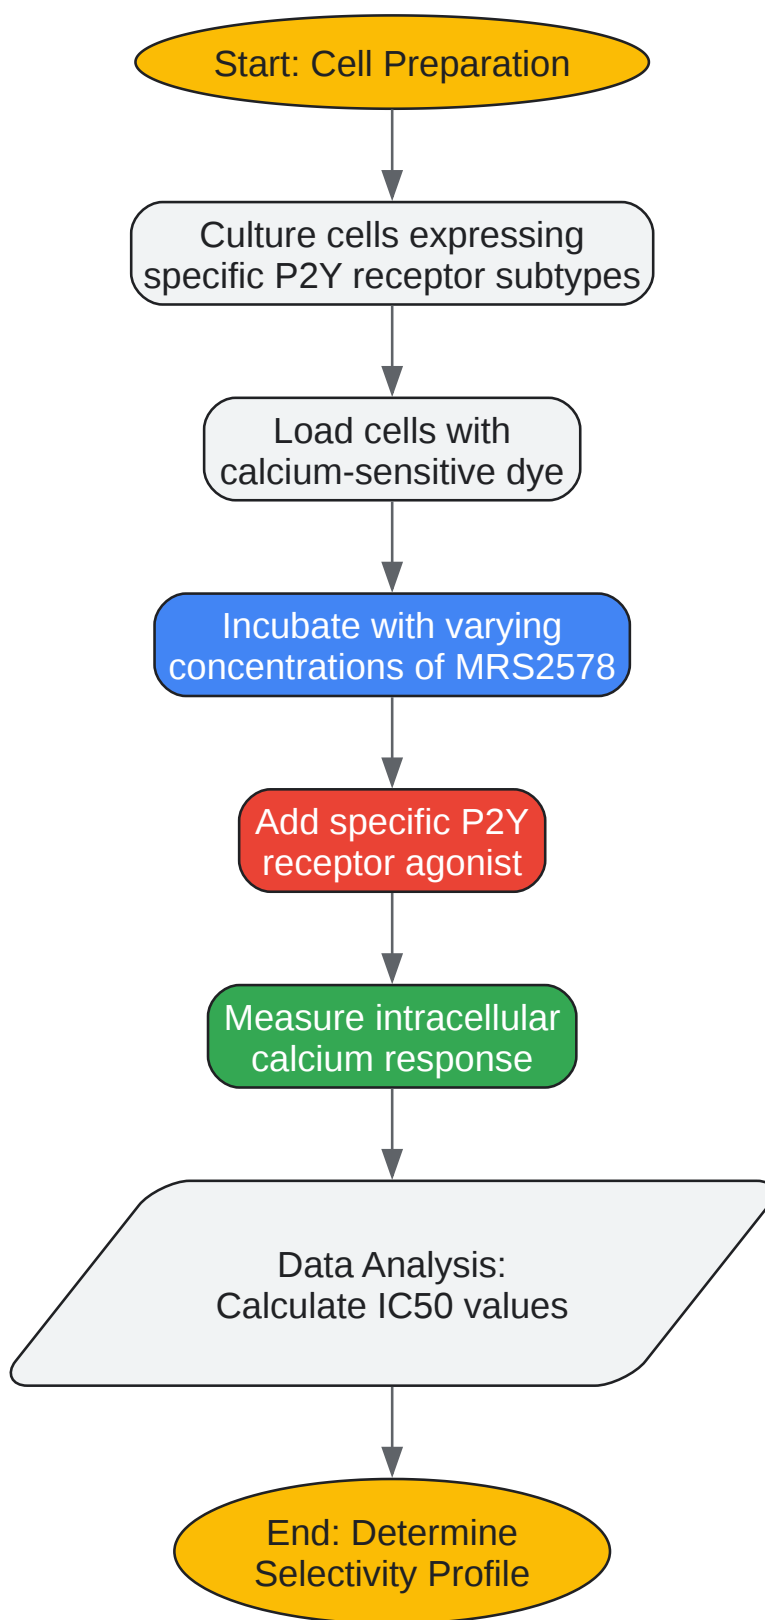 Start: Cell Preparation
Culture cells expressing
specific P2Y receptor subtypes
Load cells with
calcium-sensitive dye
Incubate with varying
concentrations of MRS2578
Add specific P2Y
receptor agonist
Measure intracellular
calcium response
Data Analysis:
Calculate IC50 values
End: Determine
Selectivity Profile